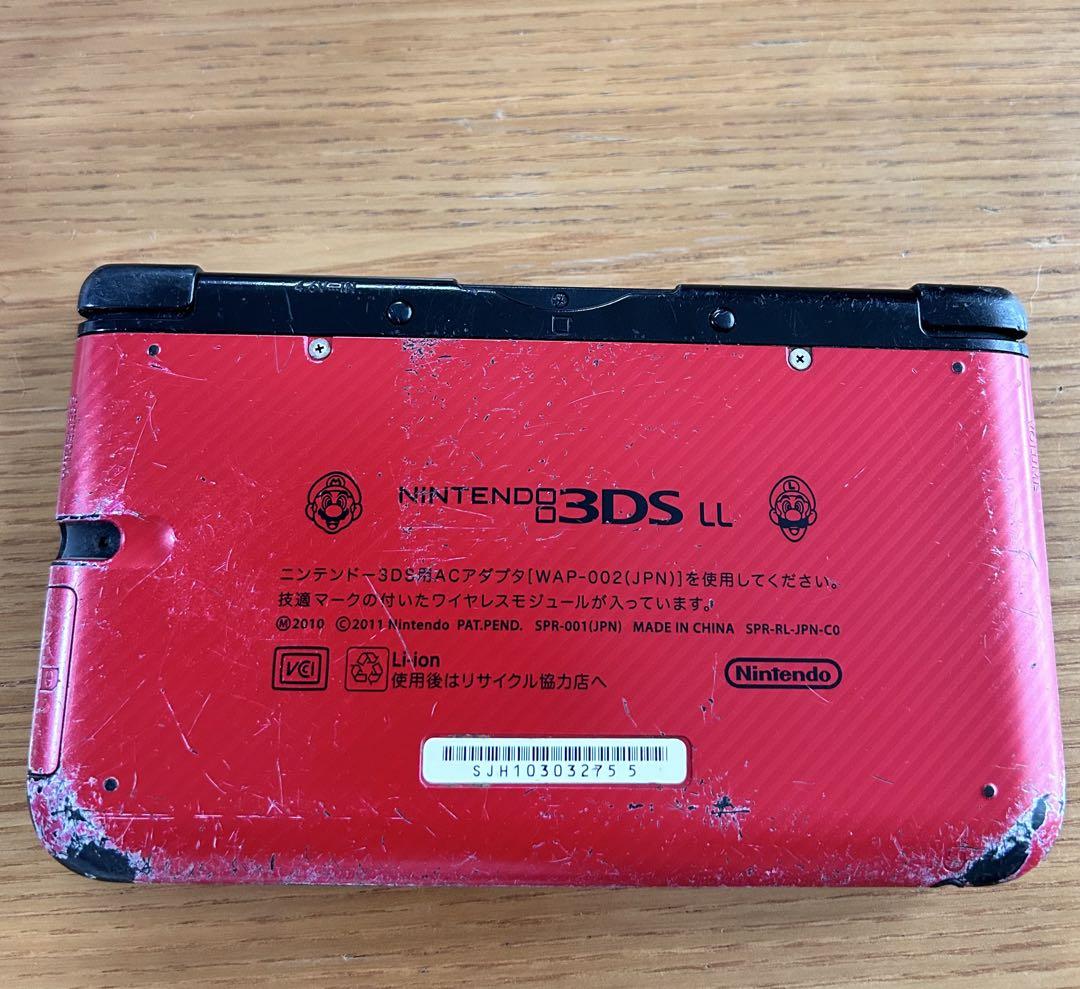 NINTENDO 3DS LL
ニンテンドー3DS用ACアダプタ[WAP-002(JPN)]を使用してください。
技適マークの付いたワイヤレスモジュールが入っています。
Ⓜ2010 ©2011 Nintendo PAT.PEND. SPR-001(JPN) MADE IN CHINA SPR-RL-JPN-C0
VCI Li-ion
使用後はリサイクル協力店へ
Nintendo
SJH10303275 5